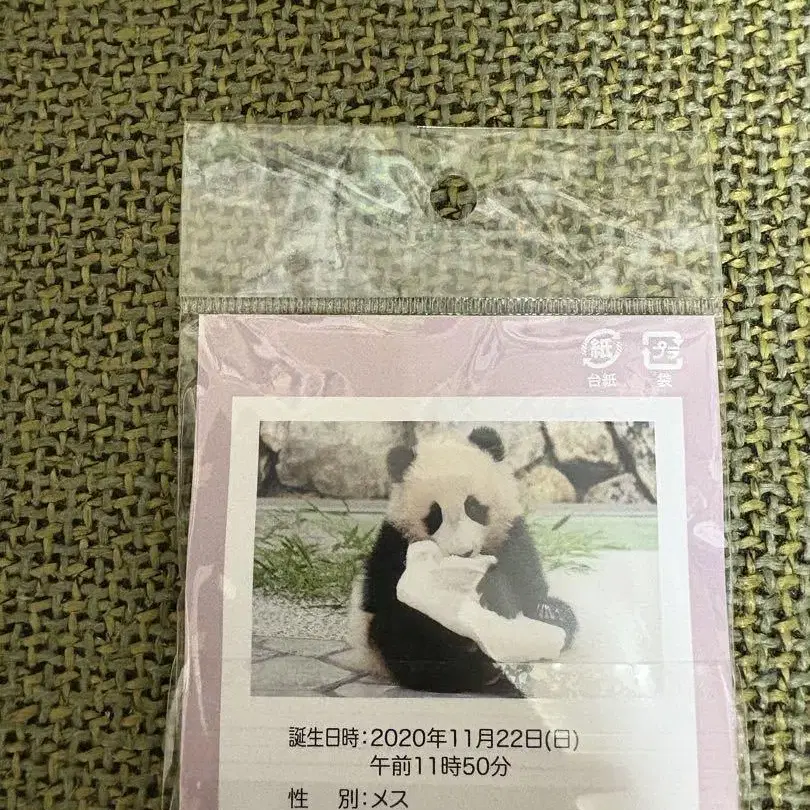 紙 プラ
台紙 袋
誕生日時：2020年11月22日(日)
午前11時50分
性　別：メス